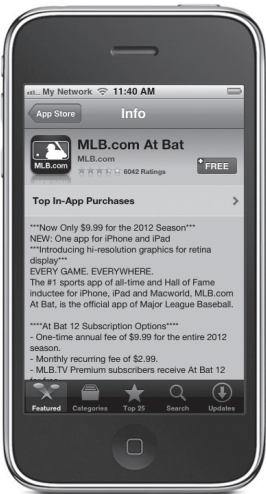 My Network 11:40 AM
App Store
Info
MLB.com
MLB.com At Bat
MLB.com
6042 Ratings
FREE
Top In-App Purchases
***Now Only $9.99 for the 2012 Season***
NEW: One app for iPhone and iPad
***Introducing hi-resolution graphics for retina
display***
EVERY GAME. EVERYWHERE.
The #1 sports app of all-time and Hall of Fame
inductee for iPhone, iPad and Macworld, MLB.com
At Bat, is the official app of Major League Baseball.
****At Bat 12 Subscription Options****
- One-time annual fee of $9.99 for the entire 2012
season.
- Monthly recurring fee of $2.99.
- MLB.TV Premium subscribers receive At Bat 12
for free
Featured
Categories
Top 25
Search
Updates